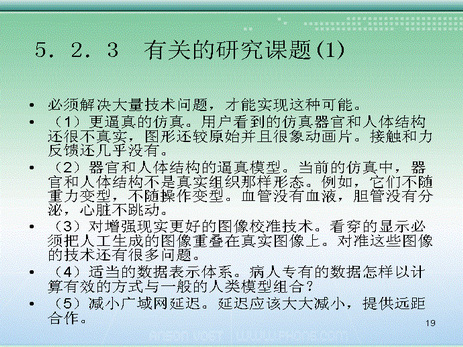 5．2．3 有关的研究课题(1)
• 必须解决大量技术问题，才能实现这种可能。
• （1）更逼真的仿真。用户看到的仿真器官和人体结构
还很不真实，图形还较原始并且很象动画片。接触和力
反馈还几乎没有。
• （2）器官和人体结构的逼真模型。当前的仿真中，器
官和人体结构不是真实组织那样形态。例如，它们不随
重力变型，不随操作变型。血管没有血液，胆管没有分
泌，心脏不跳动。
• （3）对增强现实更好的图像校准技术。看穿的显示必
须把人工生成的图像重叠在真实图像上。对准这些图像
的技术还有很多问题。
• （4）适当的数据表示体系。病人专有的数据怎样以计
算有效的方式与一般的人类模型组合？
• （5）减小广域网延迟。延迟应该大大减小，提供远距
合作。
19